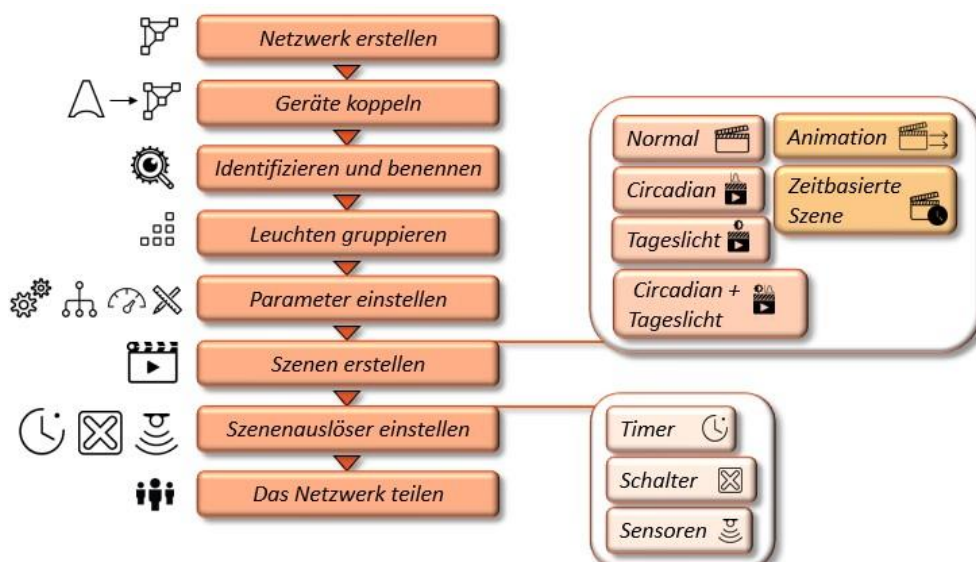 Netzwerk erstellen
Geräte koppeln
Identifizieren und benennen
Leuchten gruppieren
Parameter einstellen
Szenen erstellen
Szenenauslöser einstellen
Das Netzwerk teilen
Normal
Animation
Circadian
Zeitbasierte
Szene
Tageslicht
Circadian +
Tageslicht
Timer
Schalter
Sensoren